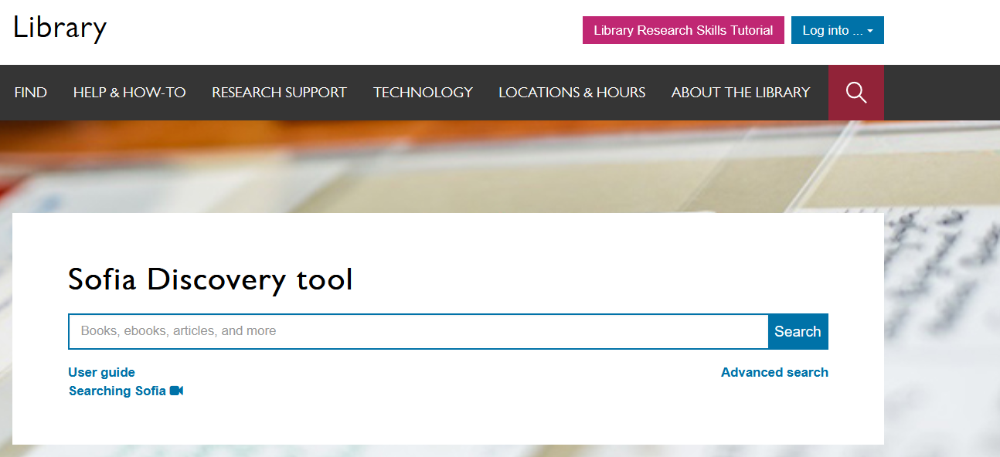 Library
Library Research Skills Tutorial
Log into ...
FIND HELP & HOW-TO RESEARCH SUPPORT TECHNOLOGY LOCATIONS & HOURS ABOUT THE LIBRARY
Sofia Discovery tool
Books, ebooks, articles, and more
Search
User guide
Advanced search
Searching Sofia